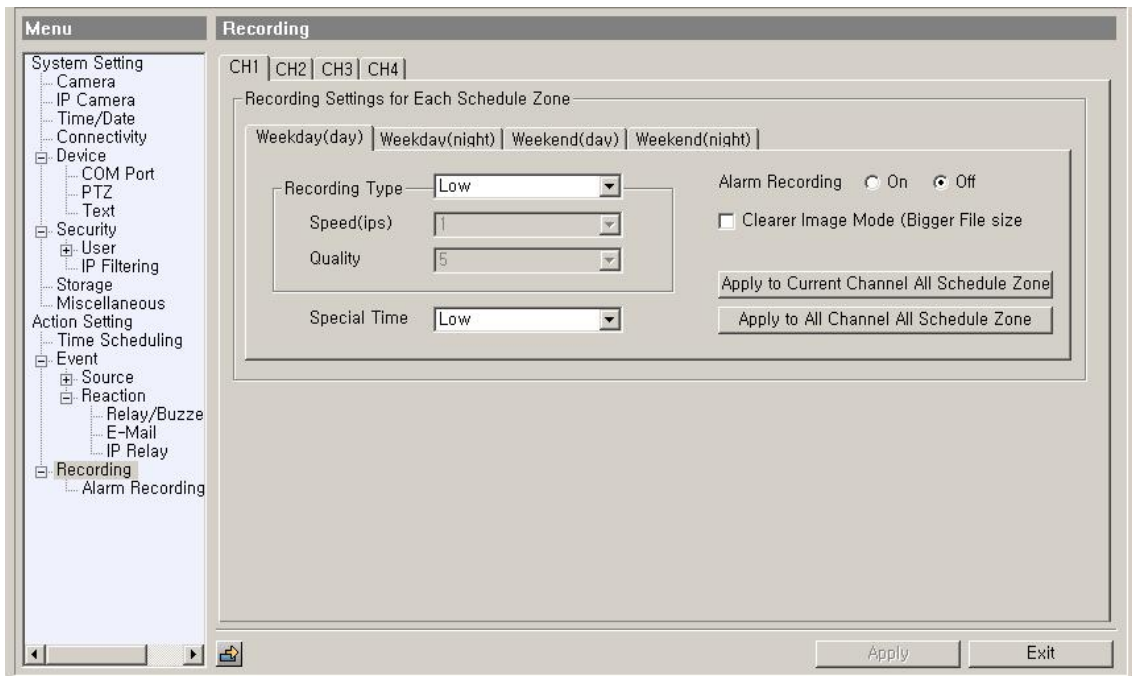 Menu
System Setting
Camera
IP Camera
Time/Date
Connectivity
Device
COM Port
PTZ
Text
Security
User
IP Filtering
Storage
Miscellaneous
Action Setting
Time Scheduling
Event
Source
Reaction
Relay/Buzze
E-Mail
IP Relay
Recording
Alarm Recording
Recording
CH1 CH2 CH3 CH4
Recording Settings for Each Schedule Zone
Weekday(day) Weekday(night) Weekend(day) Weekend(night)
Recording Type Low
Speed(ips) 1
Quality 5
Special Time Low
Alarm Recording On Off
Clearer Image Mode (Bigger File size
Apply to Current Channel All Schedule Zone
Apply to All Channel All Schedule Zone
Apply Exit